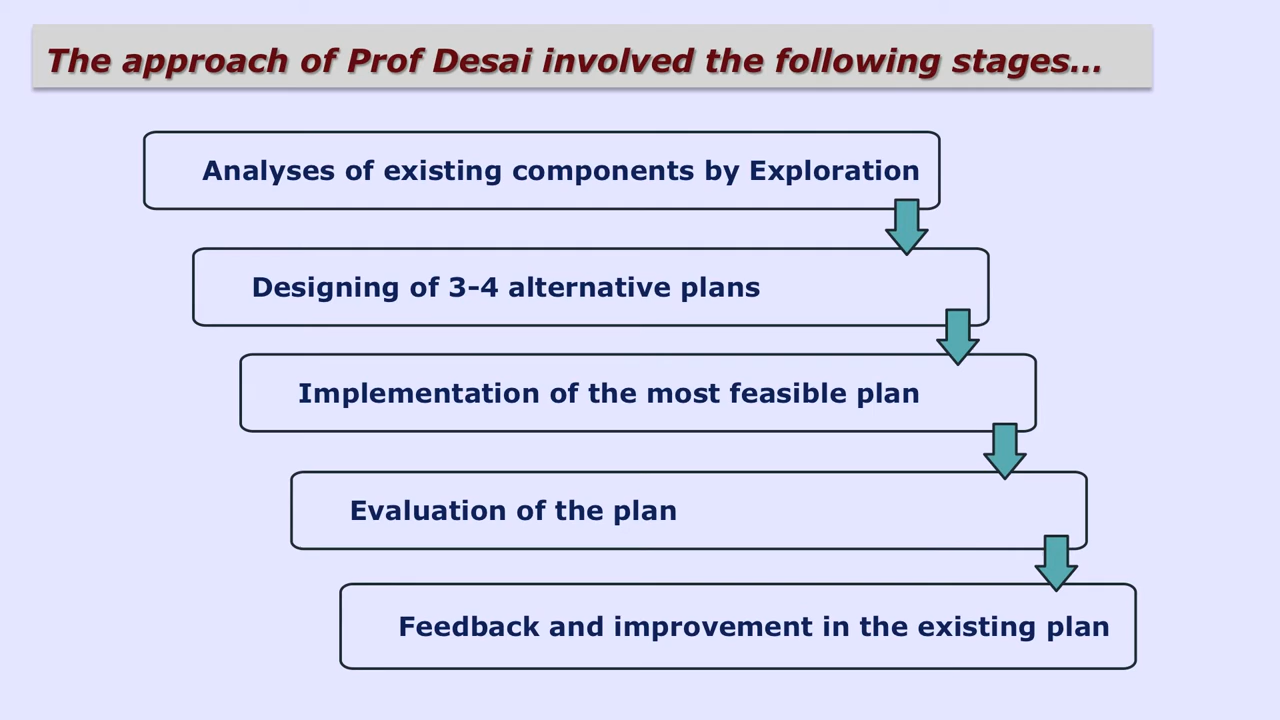 The approach of Prof Desai involved the following stages...
Analyses of existing components by Exploration
Designing of 3-4 alternative plans
Implementation of the most feasible plan
Evaluation of the plan
Feedback and improvement in the existing plan